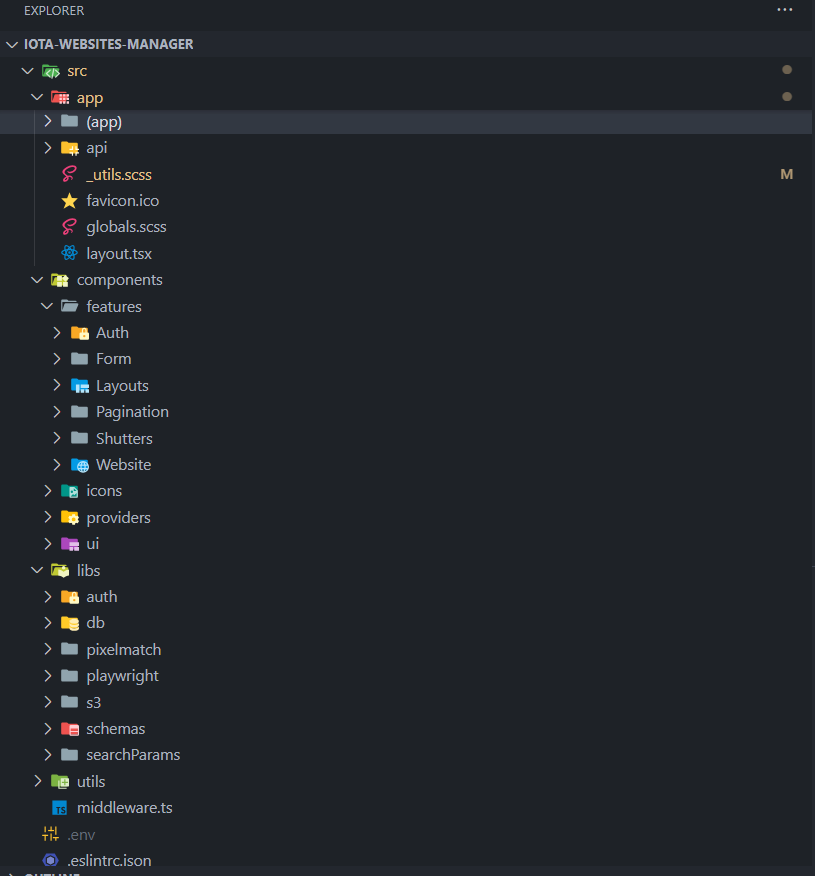 EXPLORER
IOTA-WEBSITES-MANAGER
src
app
(app)
api
_utils.scss M
favicon.ico
globals.scss
layout.tsx
components
features
Auth
Form
Layouts
Pagination
Shutters
Website
icons
providers
ui
libs
auth
db
pixelmatch
playwright
s3
schemas
searchParams
utils
TS middleware.ts
.env
.eslintrc.json
OUTLINE